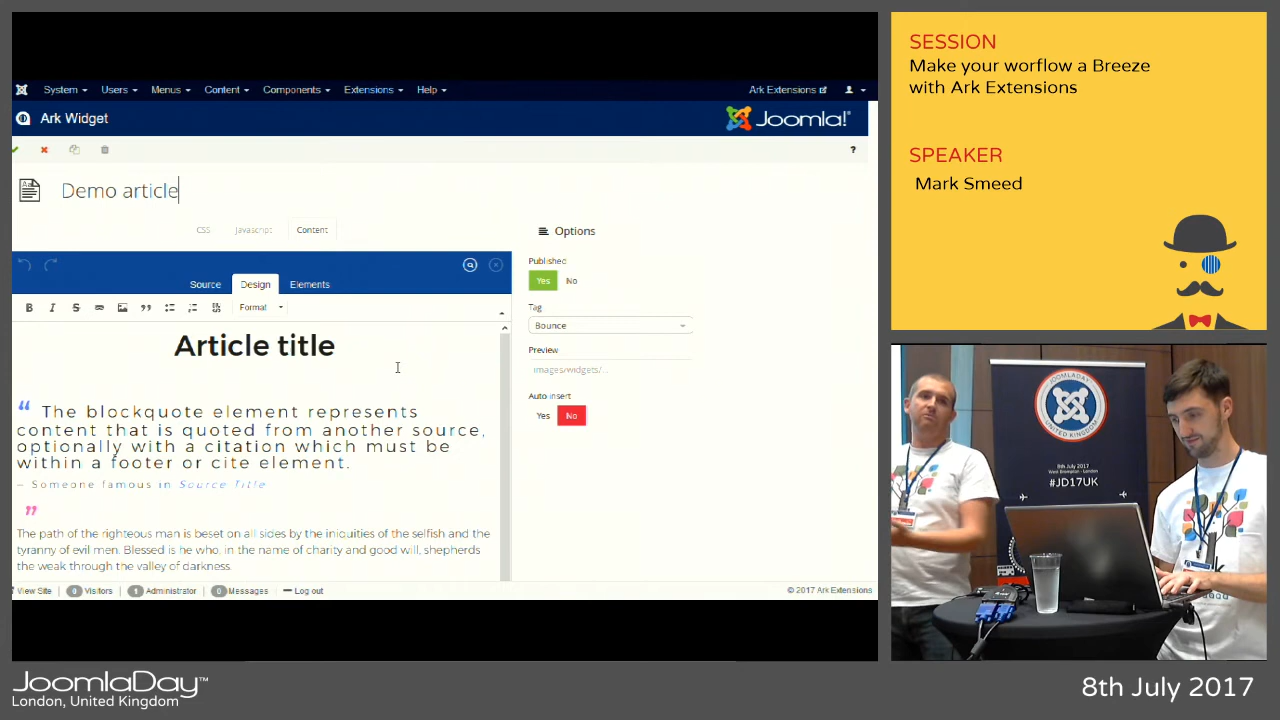 System Users Menus Content Components Extensions Help Ark Extensions
Ark Widget
Joomla!
?
Demo article
CSS Javascript Content
Source Design Elements
B I S Format
Article title
“ The blockquote element represents
content that is quoted from another source,
optionally with a citation which must be
within a footer or cite element.
– Someone famous in Source Title
”
The path of the righteous man is beset on all sides by the iniquities of the selfish and the
tyranny of evil men. Blessed is he who, in the name of charity and good will, shepherds
the weak through the valley of darkness.
Options
Published
Yes No
Tag
Bounce
Preview
images/widgets/..
Auto insert
Yes No
View Site 0 Visitors 1 Administrator 0 Messages Log out © 2017 Ark Extensions
SESSION
Make your worflow a Breeze
with Ark Extensions
SPEAKER
Mark Smeed
JOOMLADAY
UNITED KINGDOM
8th July 2017
West Brompton - London
#JD17UK
JoomlaDay™
London, United Kingdom
8th July 2017